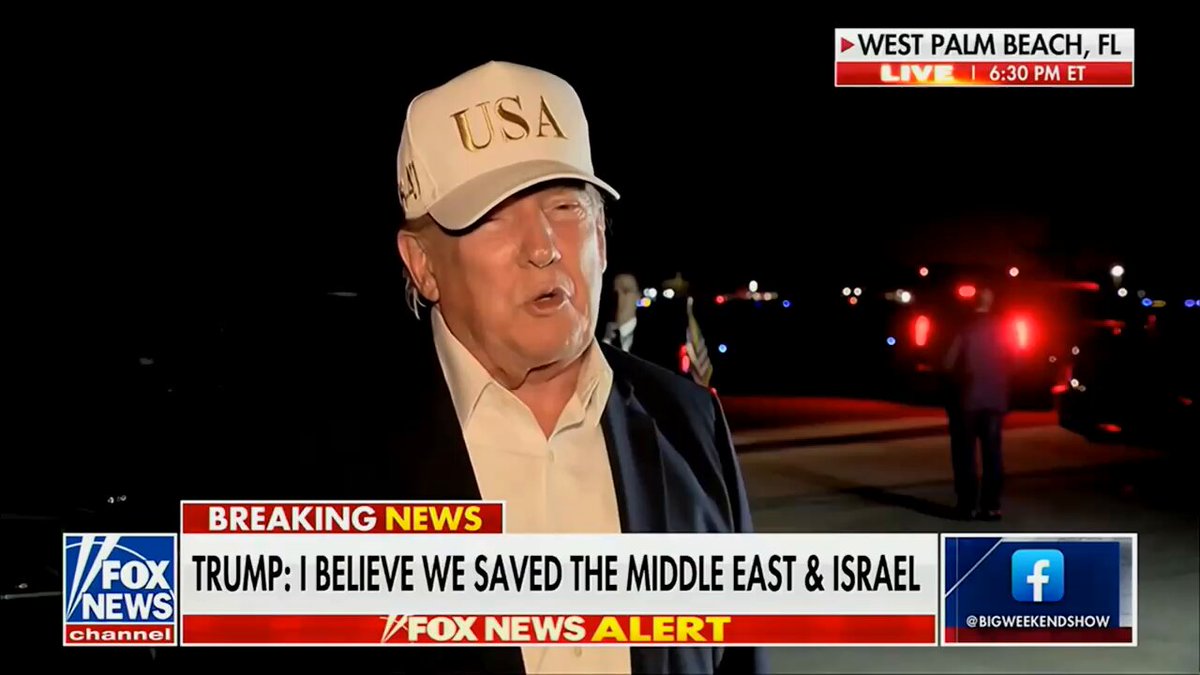 WEST PALM BEACH, FL
LIVE | 6:30 PM ET
USA
BREAKING NEWS
TRUMP: I BELIEVE WE SAVED THE MIDDLE EAST & ISRAEL
FOX
NEWS
channel
FOX NEWS ALERT
f
@BIGWEEKENDSHOW